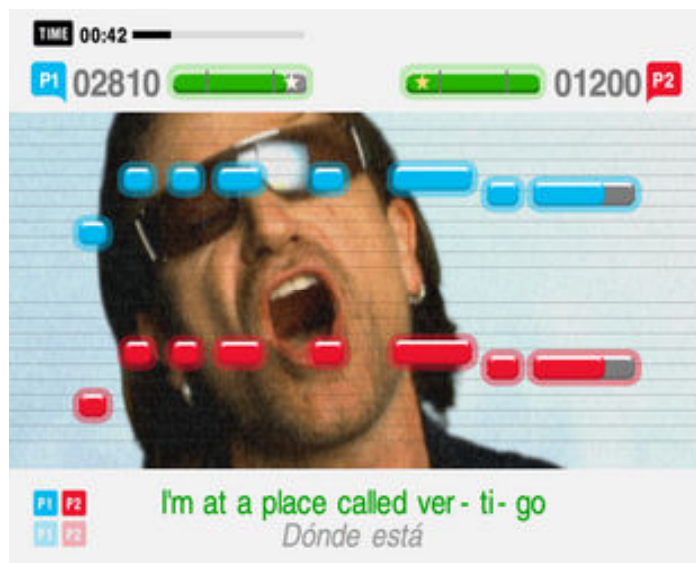 TIME 00:42
P1 02810 01200 P2
P1 P2 I'm at a place called ver - ti - go
P1 P2 Dónde está